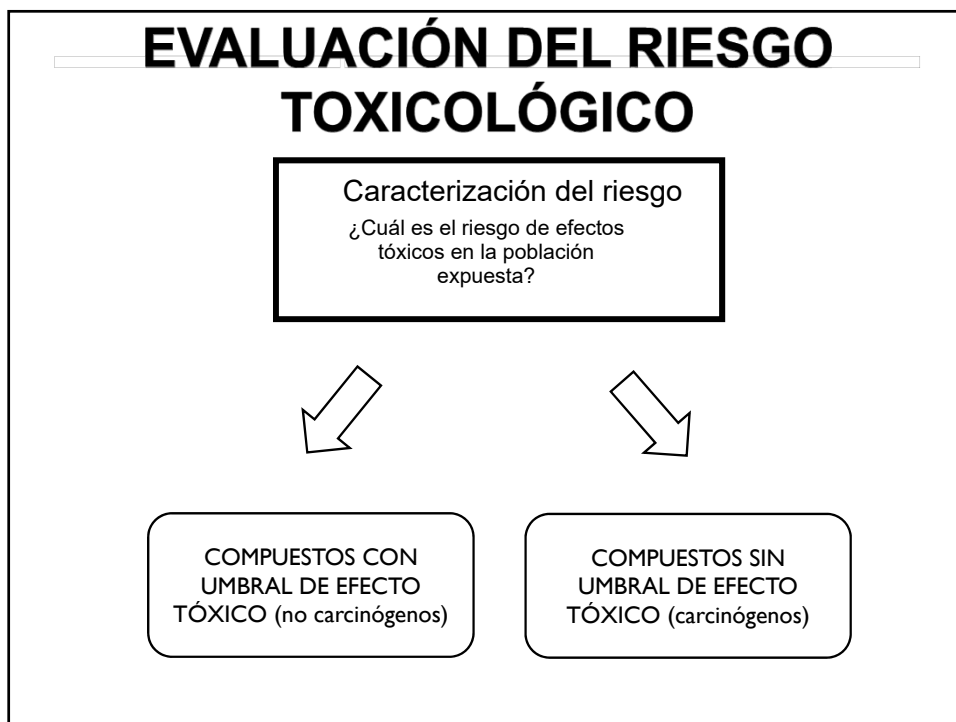 EVALUACIÓN DEL RIESGO
TOXICOLÓGICO
Caracterización del riesgo
¿Cuál es el riesgo de efectos
tóxicos en la población
expuesta?
COMPUESTOS CON
UMBRAL DE EFECTO
TÓXICO (no carcinógenos)
COMPUESTOS SIN
UMBRAL DE EFECTO
TÓXICO (carcinógenos)